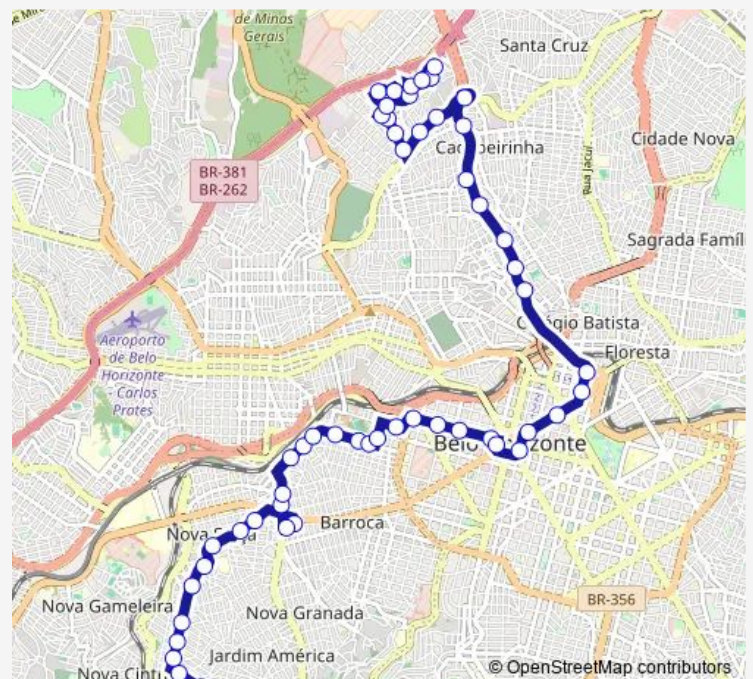 de Minas
Gerais
Santa Cruz
Cidade Nova
BR-381
BR-262
Rua Jacuí
Sagrada Famíl
Aeroporto
de Belo
Horizonte
- Carlos
Prates
Batista
Floresta
Barroca
BR-356
Nova Gameleira
Nova Granada
Jardim América
© OpenStreetMap contributors